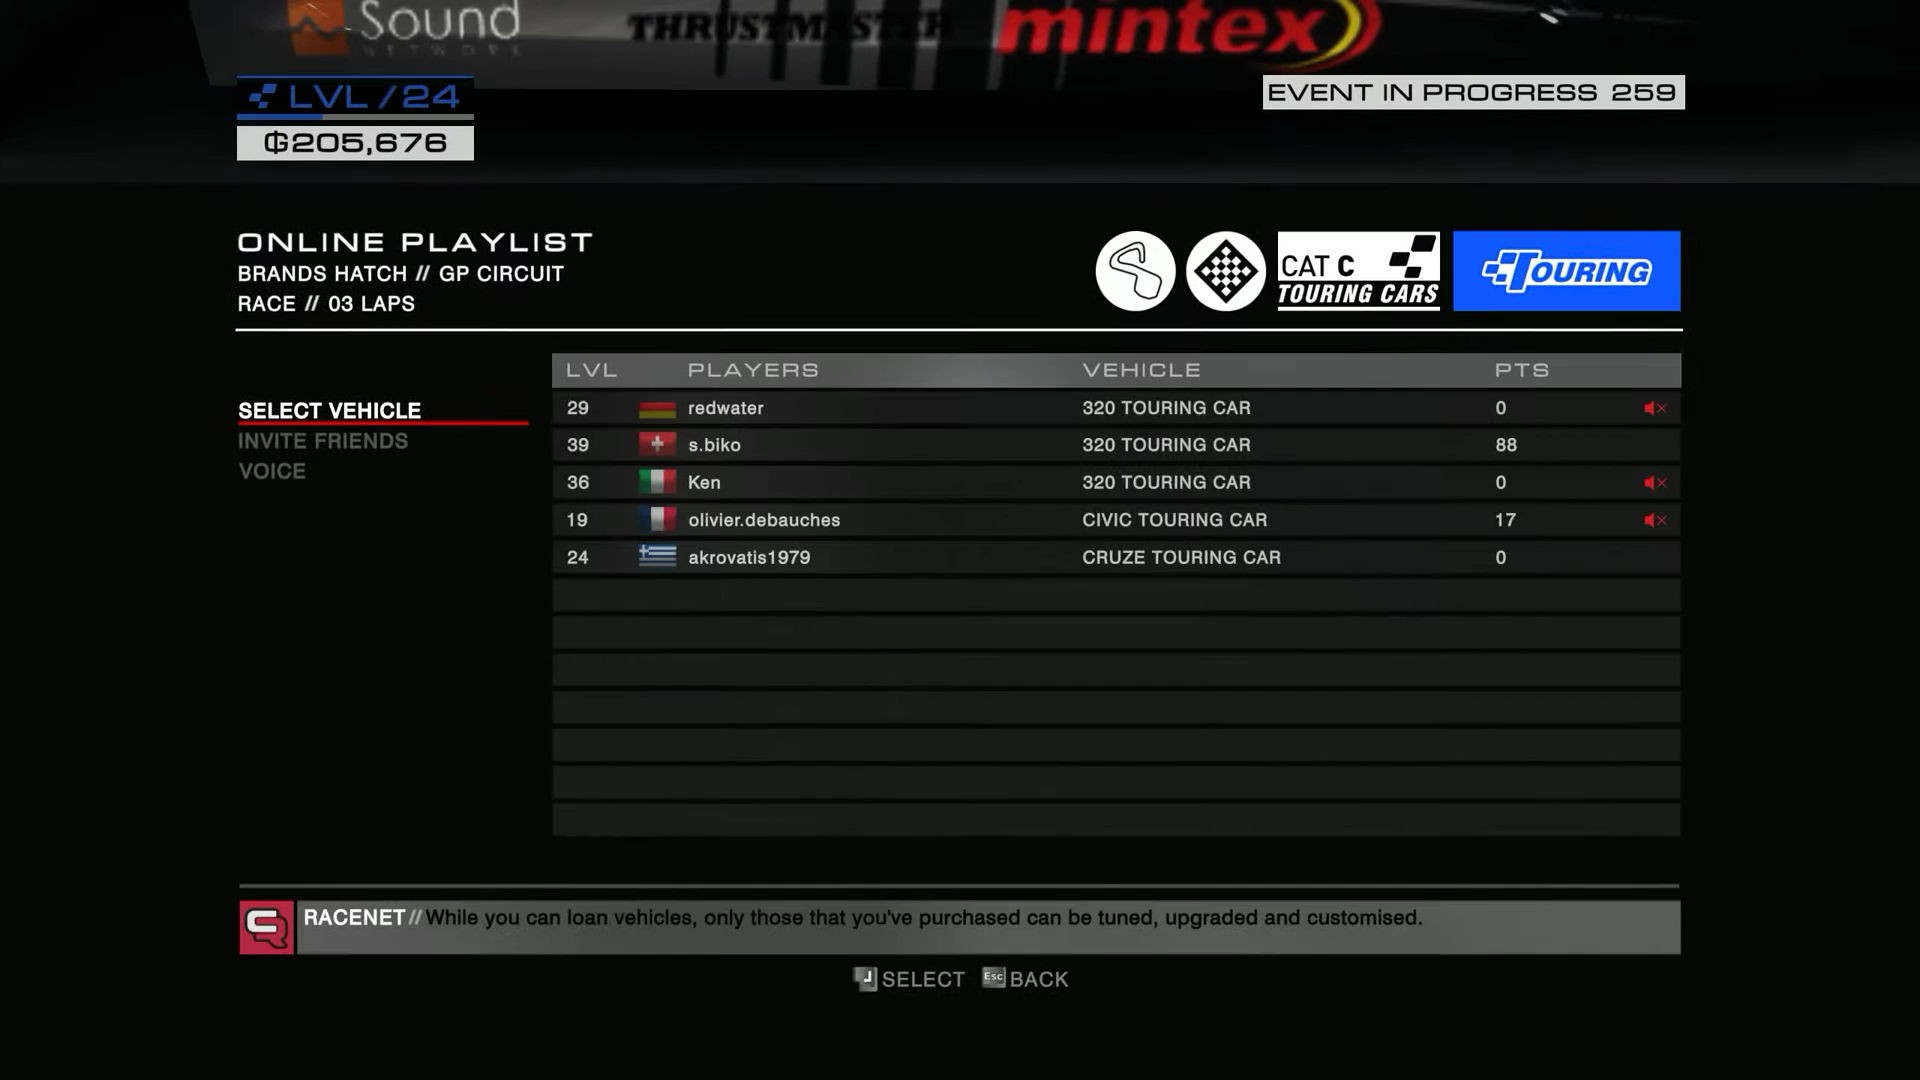 Sound
NETWORK
THRUSTMASTER
mintex
LVL/24
205,676
EVENT IN PROGRESS 259
ONLINE PLAYLIST
BRANDS HATCH // GP CIRCUIT
RACE // 03 LAPS
CAT C
TOURING CARS
TOURING
SELECT VEHICLE
INVITE FRIENDS
VOICE
LVL PLAYERS VEHICLE PTS
29 redwater 320 TOURING CAR 0
39 s.biko 320 TOURING CAR 88
36 Ken 320 TOURING CAR 0
19 olivier.debauches CIVIC TOURING CAR 17
24 akrovatis1979 CRUZE TOURING CAR 0
RACENET // While you can loan vehicles, only those that you've purchased can be tuned, upgraded and customised.
SELECT Esc BACK